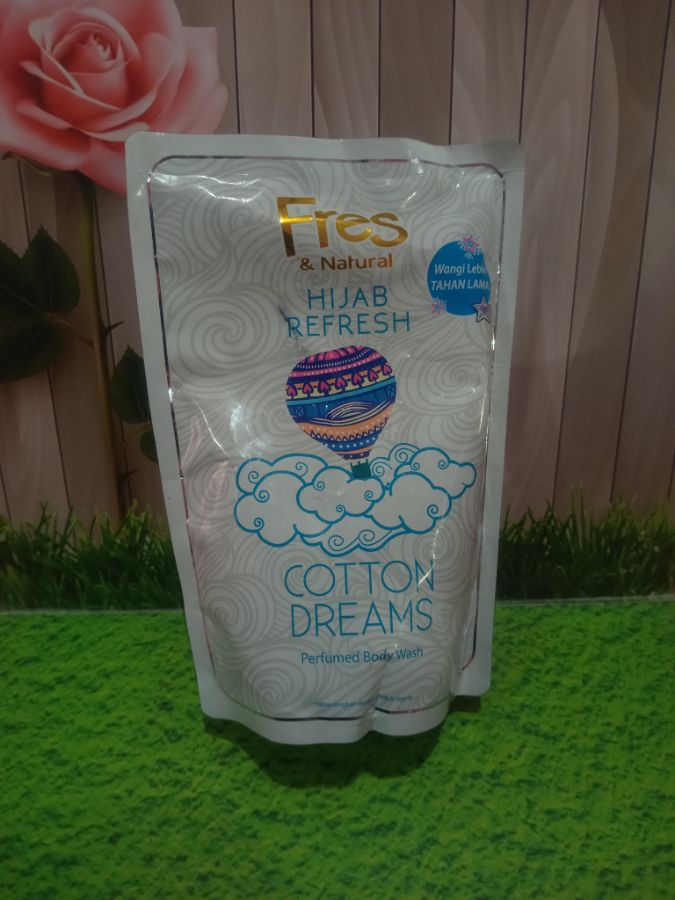 Fres
& Natural
HIJAB
REFRESH
Wangi Lebih
TAHAN LAMA
COTTON
DREAMS
Perfumed Body Wash